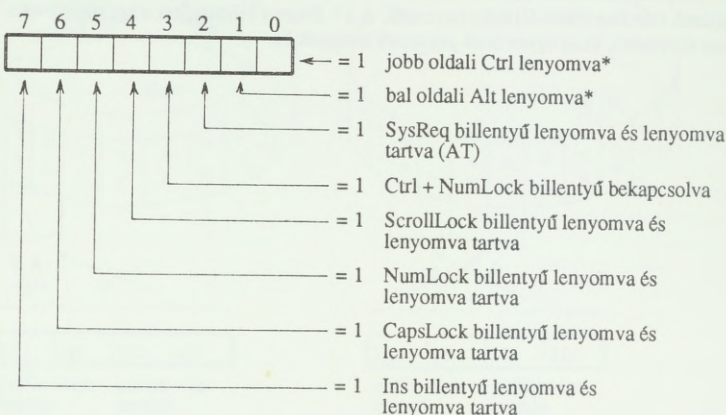 7 6 5 4 3 2 1 0
= 1 jobb oldali Ctrl lenyomva*
= 1 bal oldali Alt lenyomva*
= 1 SysReq billentyű lenyomva és lenyomva
tartva (AT)
= 1 Ctrl + NumLock billentyű bekapcsolva
= 1 ScrollLock billentyű lenyomva és
lenyomva tartva
= 1 NumLock billentyű lenyomva és
lenyomva tartva
= 1 CapsLock billentyű lenyomva és
lenyomva tartva
= 1 Ins billentyű lenyomva és
lenyomva tartva